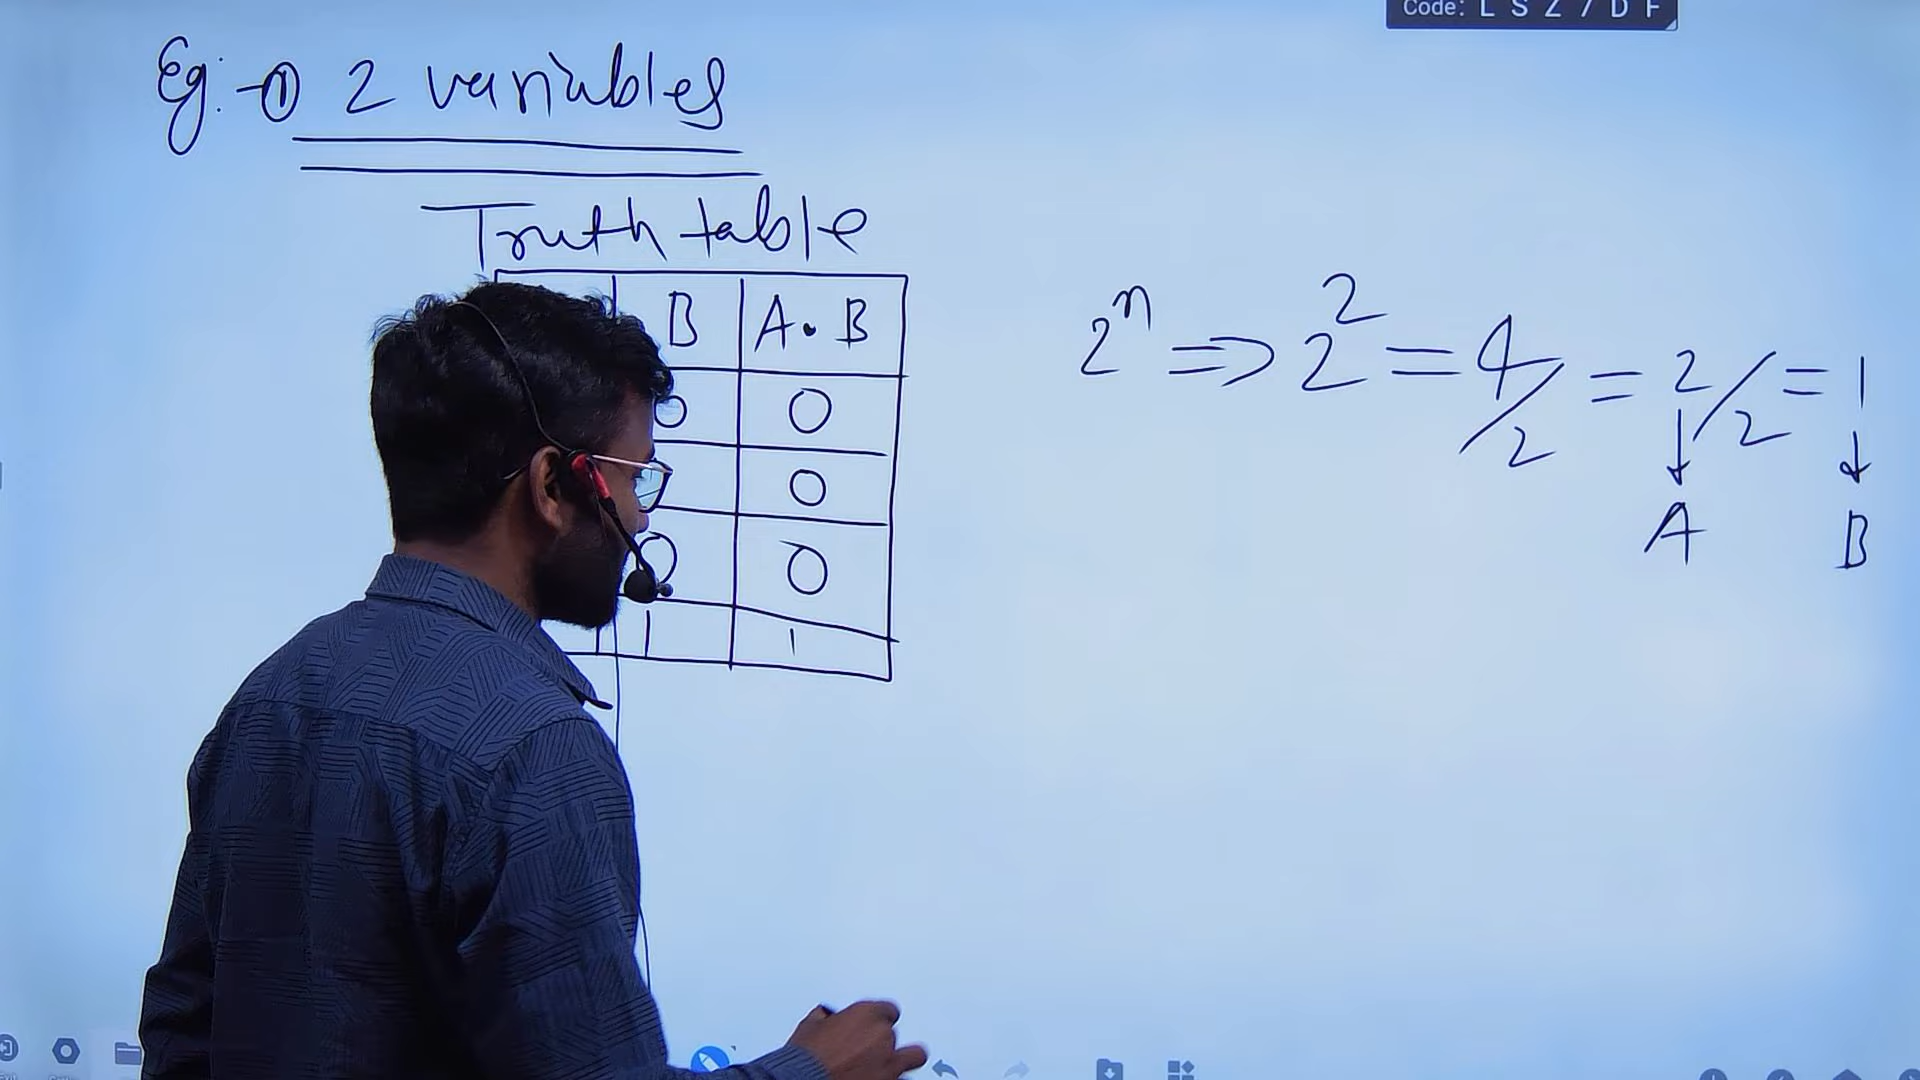 Code: L S Z 7 D F
Eg:- ① 2 variables
Truth table
B A . B
0 0
0
0 0
1 1
2ⁿ ⇒ 2² = 4/2 = 2/2 = 1
A B